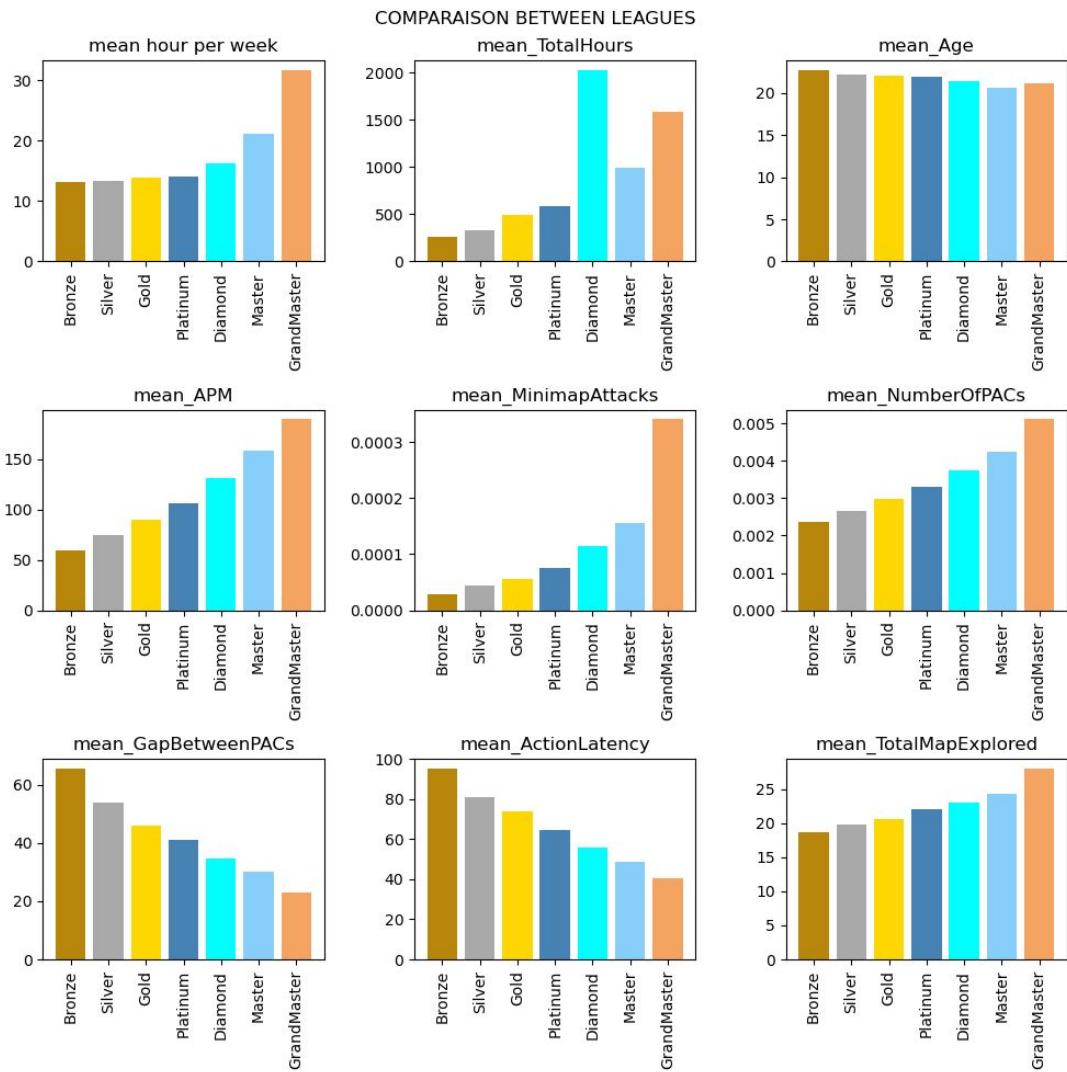 COMPARAISON BETWEEN LEAGUES
mean hour per week
30
20
10
0
Bronze
Silver
Gold
Platinum
Diamond
Master
GrandMaster
mean_TotalHours
2000
1500
1000
500
0
Bronze
Silver
Gold
Platinum
Diamond
Master
GrandMaster
mean_Age
20
15
10
5
0
Bronze
Silver
Gold
Platinum
Diamond
Master
GrandMaster
mean_APM
150
100
50
0
Bronze
Silver
Gold
Platinum
Diamond
Master
GrandMaster
mean_MinimapAttacks
0.0003
0.0002
0.0001
0.0000
Bronze
Silver
Gold
Platinum
Diamond
Master
GrandMaster
mean_NumberOfPACs
0.005
0.004
0.003
0.002
0.001
0.000
Bronze
Silver
Gold
Platinum
Diamond
Master
GrandMaster
mean_GapBetweenPACs
60
40
20
0
Bronze
Silver
Gold
Platinum
Diamond
Master
GrandMaster
mean_ActionLatency
100
80
60
40
20
0
Bronze
Silver
Gold
Platinum
Diamond
Master
GrandMaster
mean_TotalMapExplored
25
20
15
10
5
0
Bronze
Silver
Gold
Platinum
Diamond
Master
GrandMaster